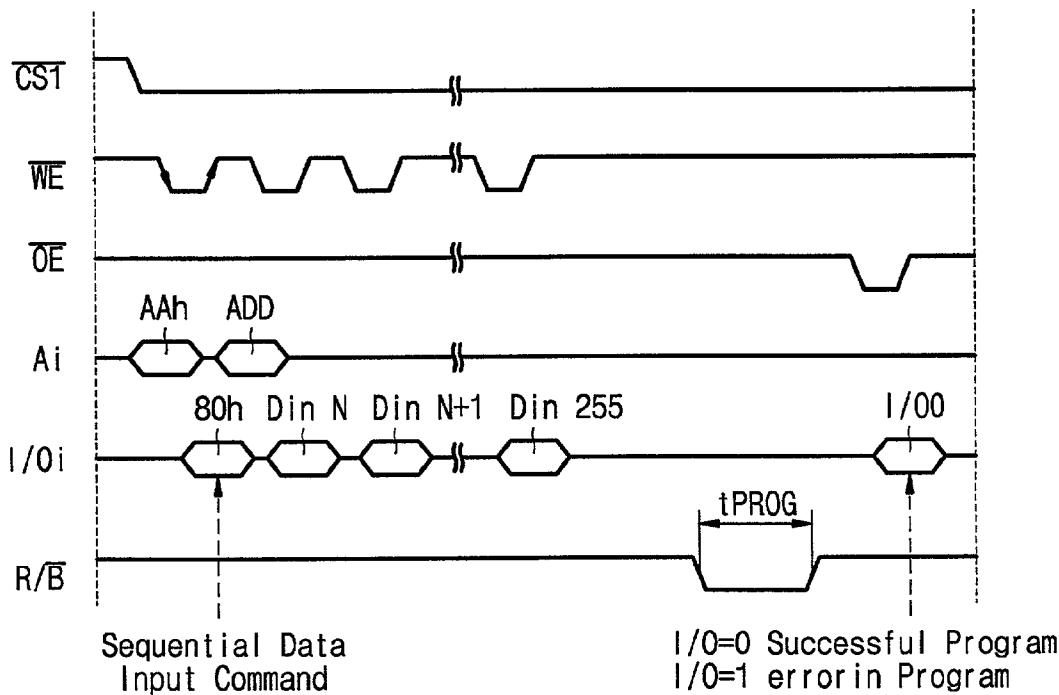 CS1
WE
OE
AAh ADD
Ai
80h Din N Din N+1 Din 255 I/O0
I/Oi
tPROG
R/B
Sequential Data
Input Command
I/O=0 Successful Program
I/O=1 errorin Program